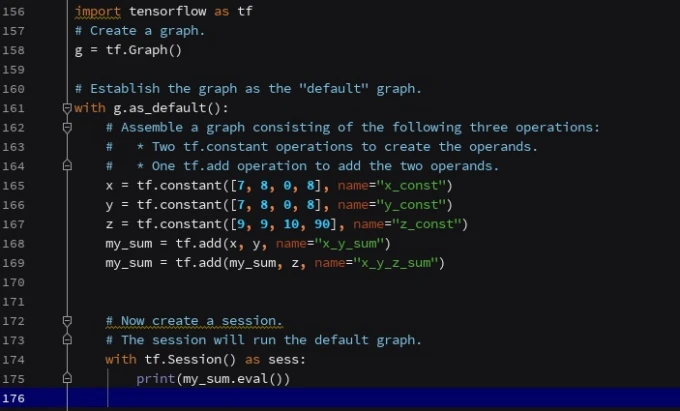 156 import tensorflow as tf
157 # Create a graph.
158 g = tf.Graph()
159
160 # Establish the graph as the "default" graph.
161 with g.as_default():
162     # Assemble a graph consisting of the following three operations:
163     #   * Two tf.constant operations to create the operands.
164     #   * One tf.add operation to add the two operands.
165     x = tf.constant([7, 8, 0, 8], name="x_const")
166     y = tf.constant([7, 8, 0, 8], name="y_const")
167     z = tf.constant([9, 9, 10, 90], name="z_const")
168     my_sum = tf.add(x, y, name="x_y_sum")
169     my_sum = tf.add(my_sum, z, name="x_y_z_sum")
170
171
172     # Now create a session.
173     # The session will run the default graph.
174     with tf.Session() as sess:
175         print(my_sum.eval())
176